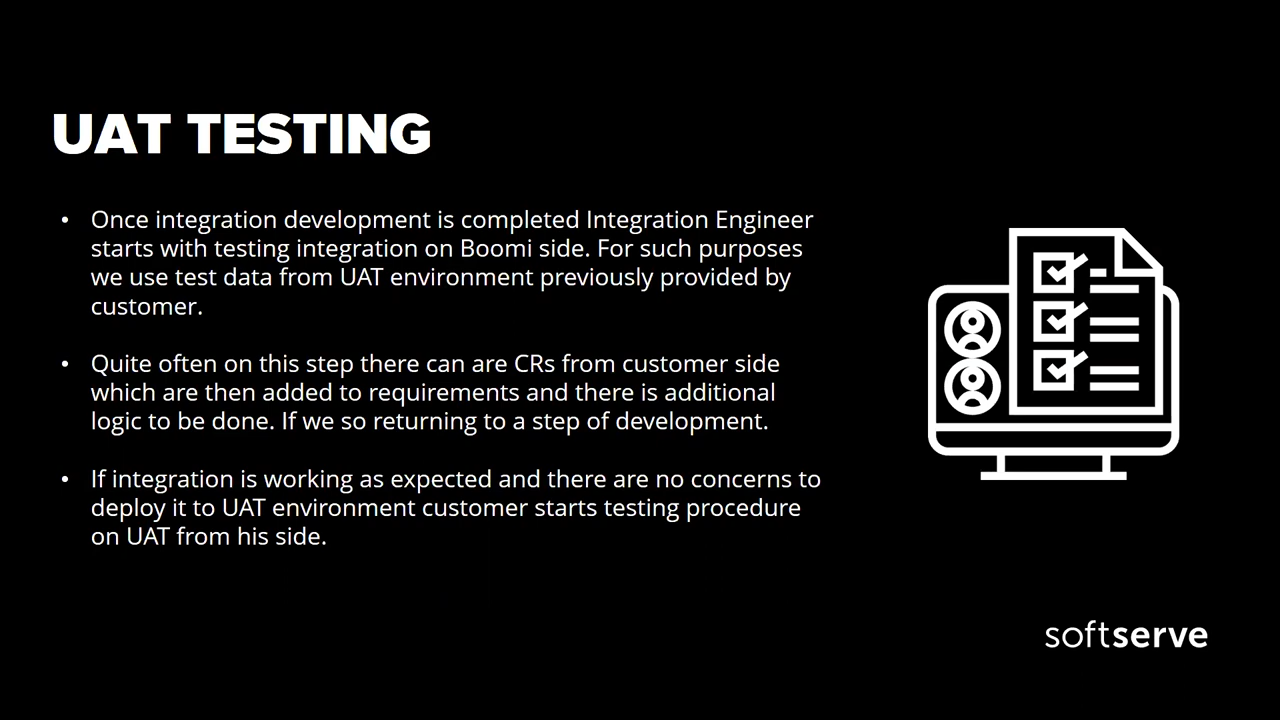 UAT TESTING
• Once integration development is completed Integration Engineer
starts with testing integration on Boomi side. For such purposes
we use test data from UAT environment previously provided by
customer.
• Quite often on this step there can are CRs from customer side
which are then added to requirements and there is additional
logic to be done. If we so returning to a step of development.
• If integration is working as expected and there are no concerns to
deploy it to UAT environment customer starts testing procedure
on UAT from his side.
softserve